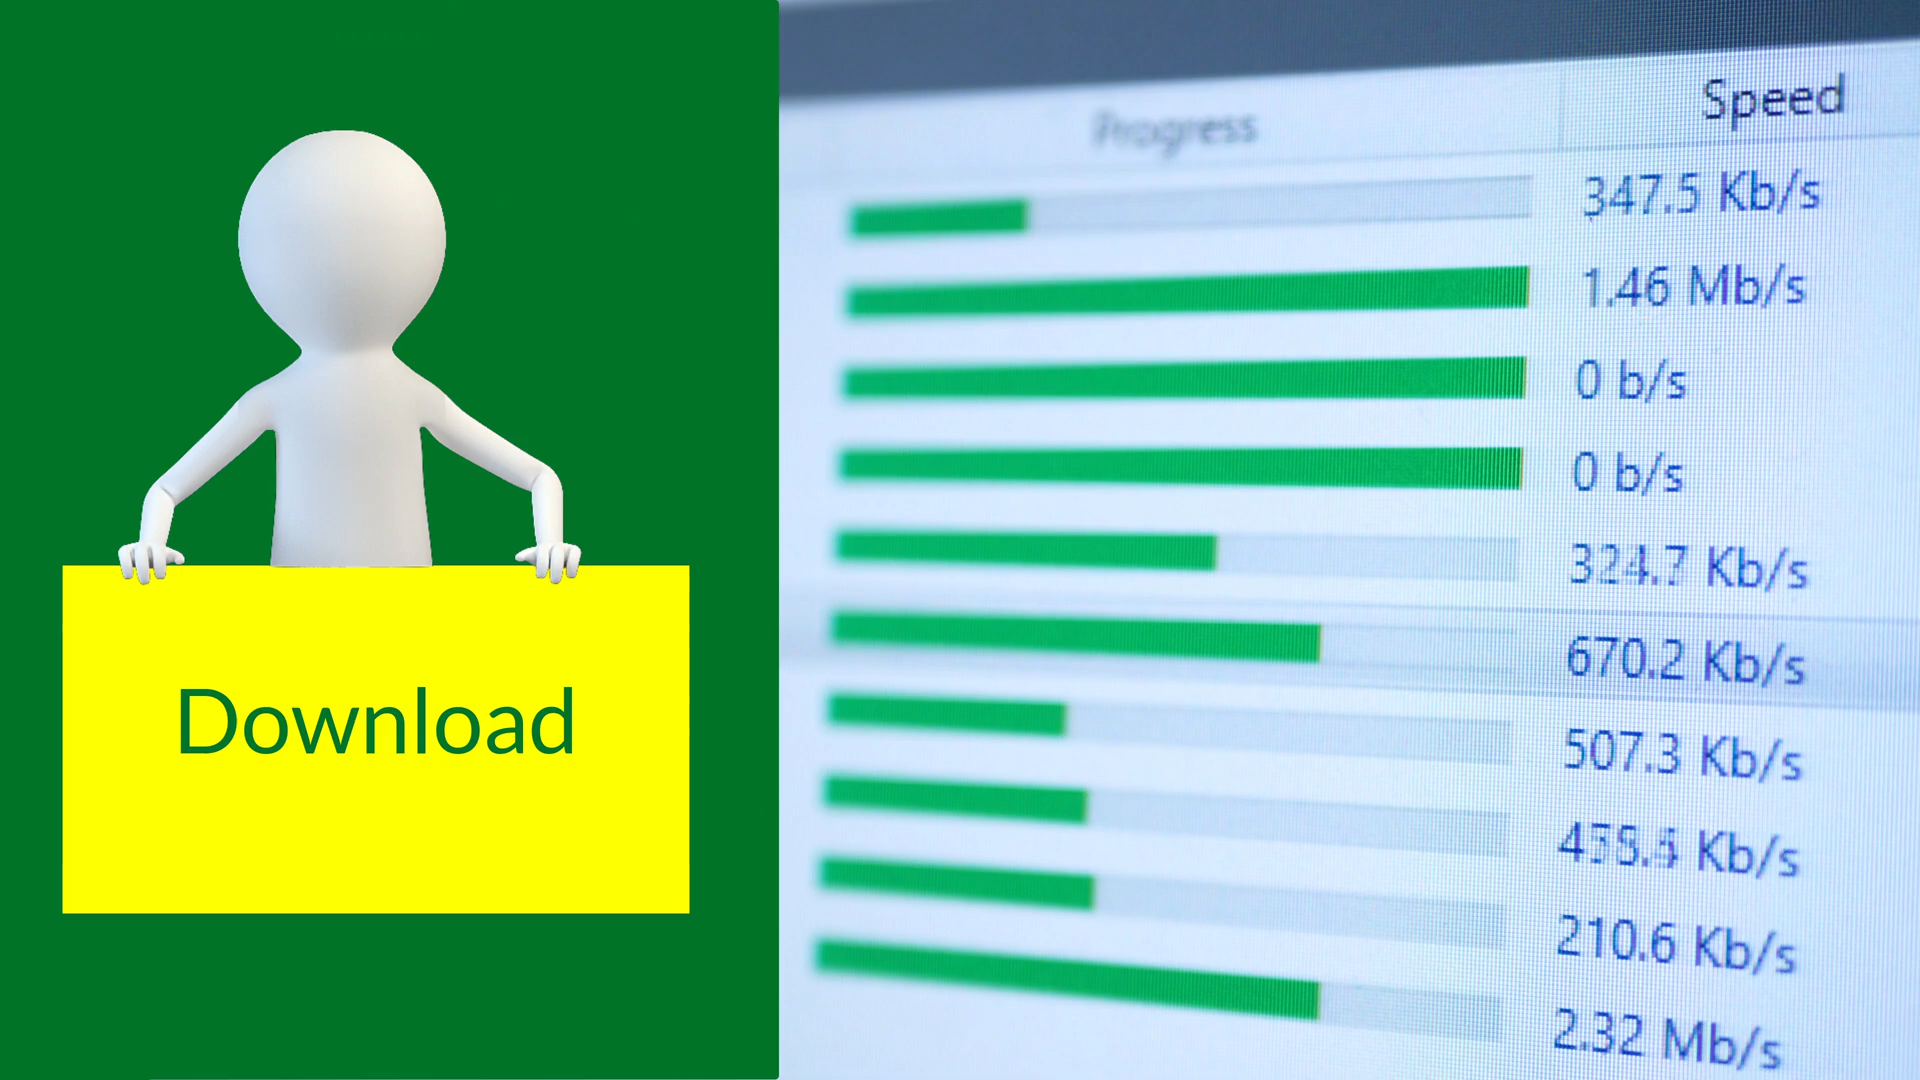 Download
Progress
Speed
347.5 Kb/s
1.46 Mb/s
0 b/s
0 b/s
324.7 Kb/s
670.2 Kb/s
507.3 Kb/s
Kb/s
210.6 Kb/s
2.32 Mb/s